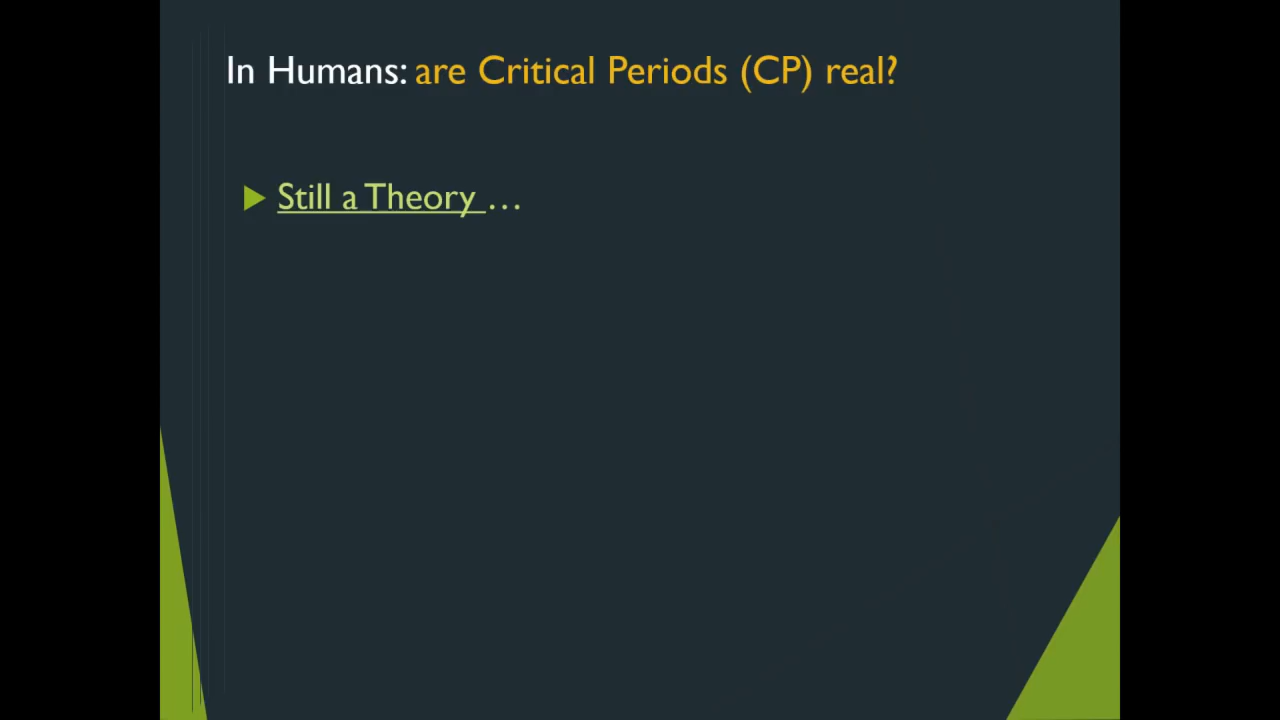 In Humans: are Critical Periods (CP) real?
Still a Theory …